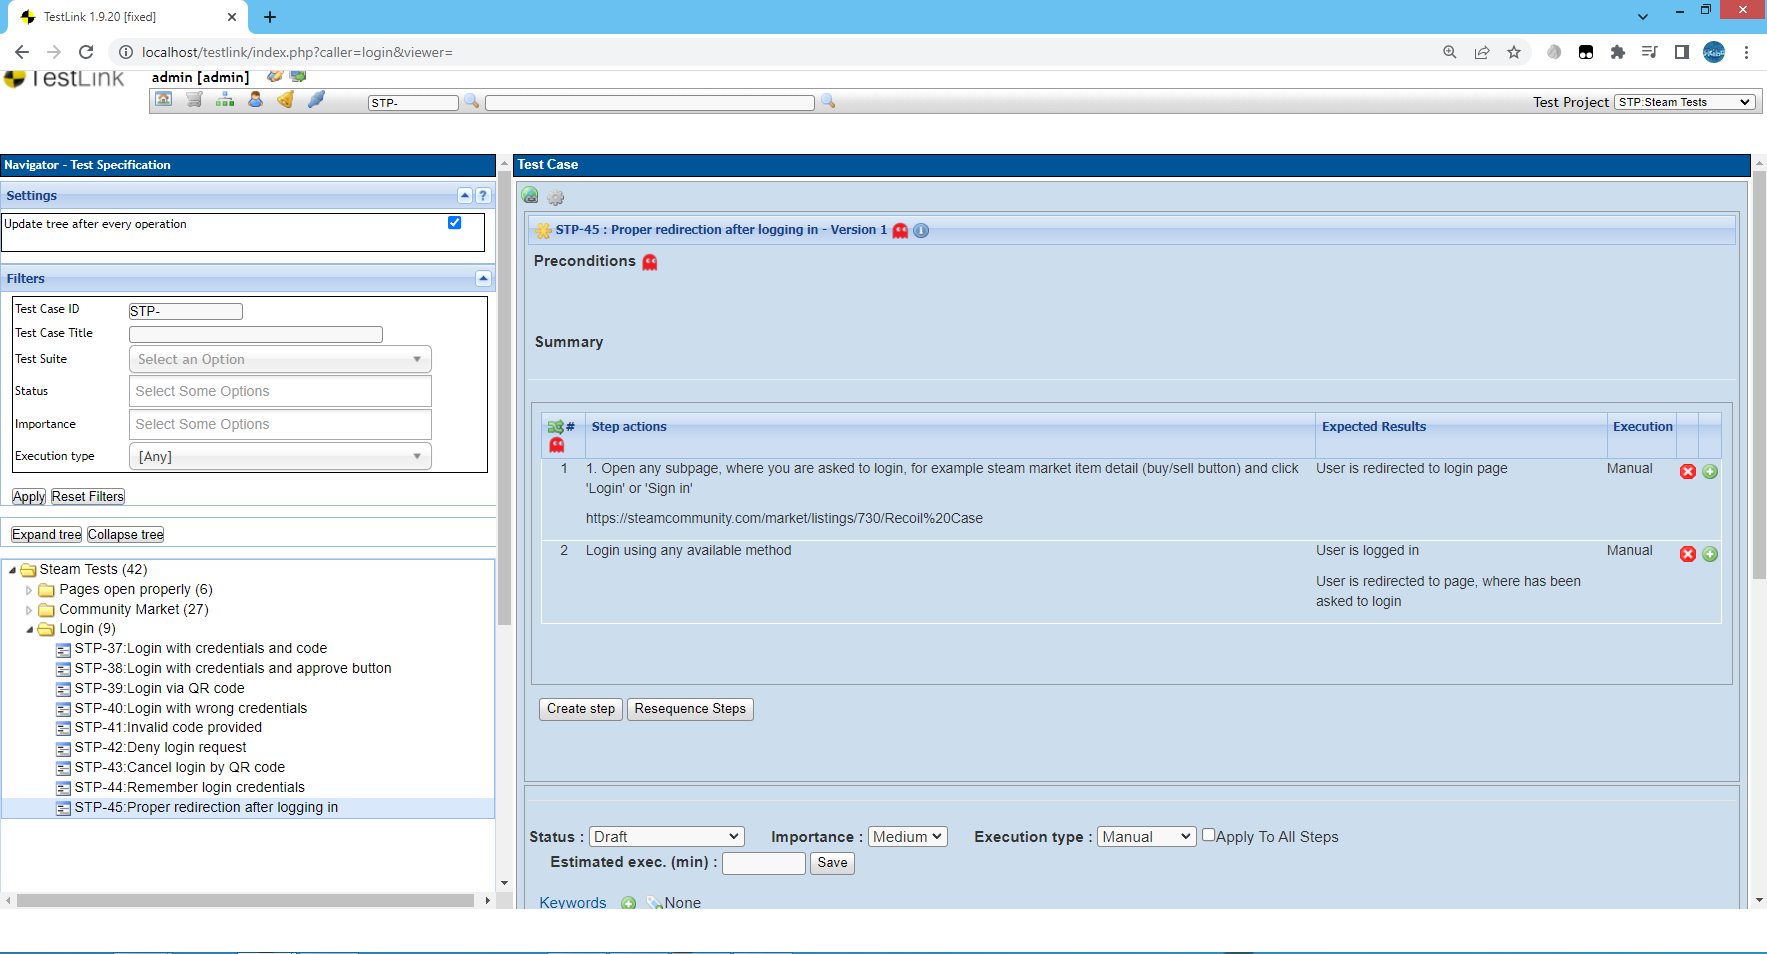 TestLink 1.9.20 [fixed]
localhost/testlink/index.php?caller=login&viewer=
TestLink
admin [admin]
STP-
Test Project STP:Steam Tests
Navigator - Test Specification
Settings
?
Update tree after every operation
Filters
Test Case ID STP-
Test Case Title
Test Suite Select an Option
Status Select Some Options
Importance Select Some Options
Execution type [Any]
Apply Reset Filters
Expand tree Collapse tree
Steam Tests (42)
Pages open properly (6)
Community Market (27)
Login (9)
STP-37:Login with credentials and code
STP-38:Login with credentials and approve button
STP-39:Login via QR code
STP-40:Login with wrong credentials
STP-41:Invalid code provided
STP-42:Deny login request
STP-43:Cancel login by QR code
STP-44:Remember login credentials
STP-45:Proper redirection after logging in
Test Case
STP-45 : Proper redirection after logging in - Version 1
Preconditions
Summary
# Step actions Expected Results Execution
1 1. Open any subpage, where you are asked to login, for example steam market item detail (buy/sell button) and click User is redirected to login page Manual
'Login' or 'Sign in'
https://steamcommunity.com/market/listings/730/Recoil%20Case
2 Login using any available method User is logged in Manual
User is redirected to page, where has been
asked to login
Create step Resequence Steps
Status : Draft Importance : Medium Execution type : Manual Apply To All Steps
Estimated exec. (min) : Save
Keywords None